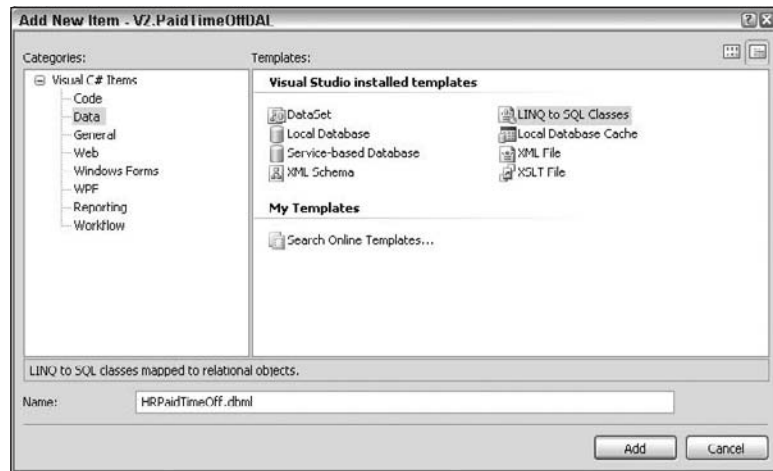 Add New Item - V2.PaidTimeOffDAL
Categories:
Templates:
Visual C# Items
Code
Data
General
Web
Windows Forms
WPF
Reporting
Workflow
Visual Studio installed templates
DataSet
LINQ to SQL Classes
Local Database
Local Database Cache
Service-based Database
XML File
XML Schema
XSLT File
My Templates
Search Online Templates...
LINQ to SQL classes mapped to relational objects.
Name:
HRPaidTimeOff.dbml
Add
Cancel